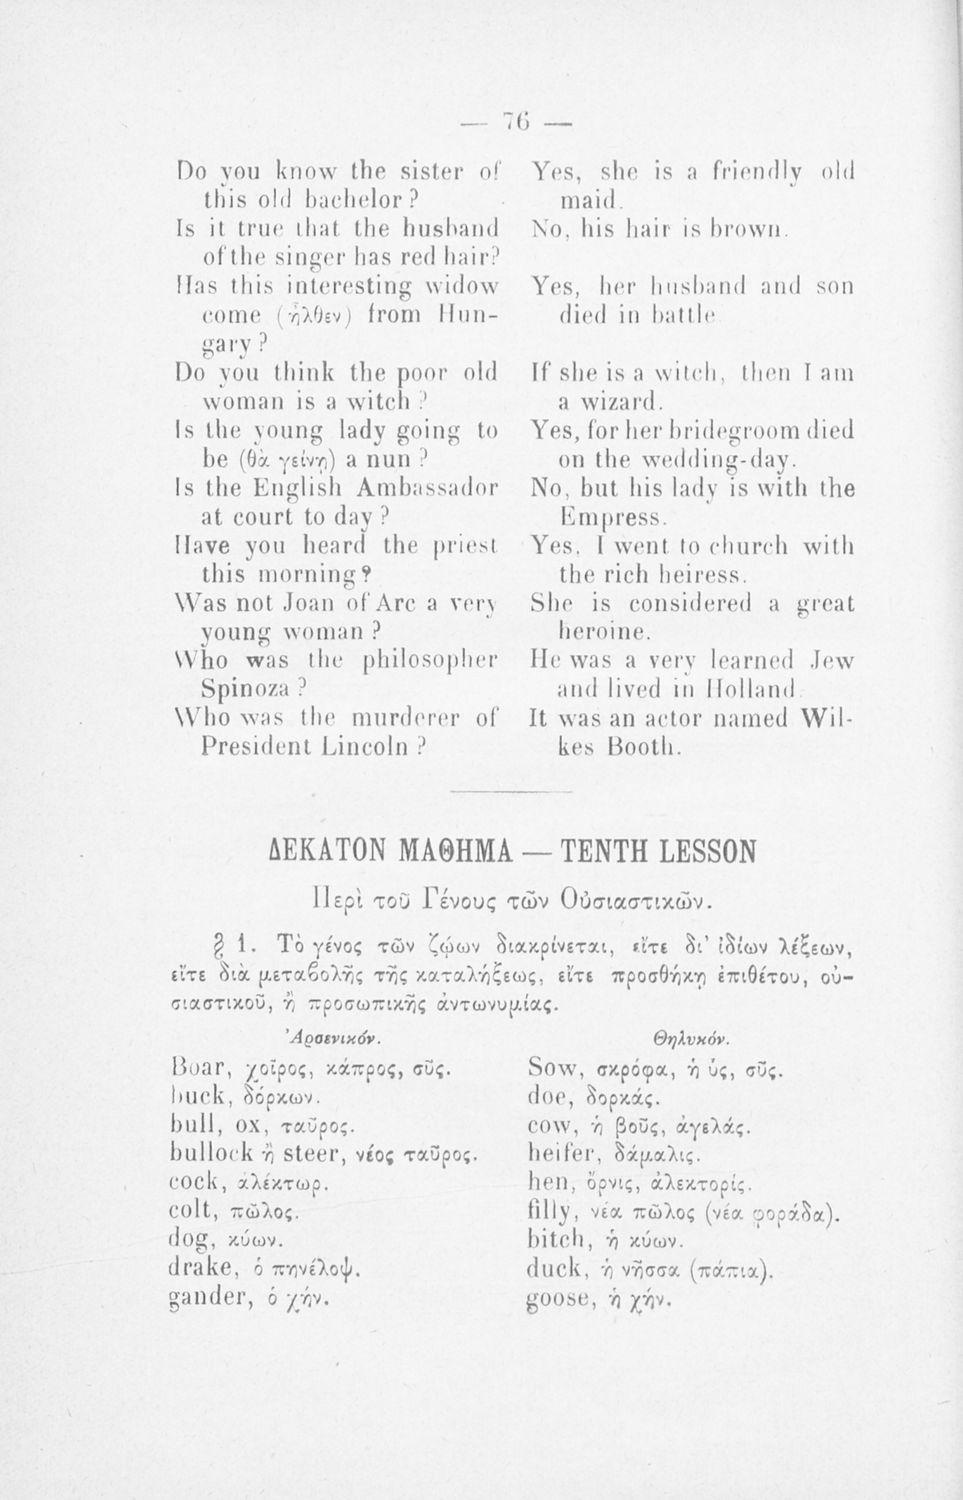 — 76 —
Do you know the sister of
this old bachelor?
Is it true that the husband
of the singer has red hair?
Has this interesting widow
come (ἦλθεν) from Hun-
gary?
Do you think the poor old
woman is a witch?
Is the young lady going to
be (θὰ γείνῃ) a nun?
Is the English Ambassador
at court to day?
Have you heard the priest
this morning?
Was not Joan of Arc a very
young woman?
Who was the philosopher
Spinoza?
Who was the murderer of
President Lincoln?
Yes, she is a friendly old
maid.
No, his hair is brown.
Yes, her husband and son
died in battle
If she is a witch, then I am
a wizard.
Yes, for her bridegroom died
on the wedding-day.
No, but his lady is with the
Empress.
Yes, I went to church with
the rich heiress.
She is considered a great
heroine.
He was a very learned Jew
and lived in Holland.
It was an actor named Wil-
kes Booth.
ΔΕΚΑΤΟΝ ΜΑΘΗΜΑ — TENTH LESSON
Περὶ τοῦ Γένους τῶν Οὐσιαστικῶν.
§ 1. Τὸ γένος τῶν ζῴων διακρίνεται, εἴτε δι' ἰδίων λέξεων,
εἴτε διὰ μεταβολῆς τῆς καταλήξεως, εἴτε προσθήκῃ ἐπιθέτου, οὐ-
σιαστικοῦ, ἢ προσωπικῆς ἀντωνυμίας.
Ἀρσενικόν.
Boar, χοῖρος, κάπρος, σῦς.
buck, δόρκων.
bull, ox, ταῦρος.
bullock ἢ steer, νέος ταῦρος.
cock, ἀλέκτωρ.
colt, πῶλος.
dog, κύων.
drake, ὁ πηνέλοψ.
gander, ὁ χήν.
Θηλυκόν.
Sow, σκρόφα, ἡ ὑς, σῦς.
doe, δορκάς.
cow, ἡ βοῦς, ἀγελάς.
heifer, δάμαλις.
hen, ὄρνις, ἀλεκτορίς.
filly, νέα πῶλος (νέα φοράδα).
bitch, ἡ κύων.
duck, ἡ νῆσσα (πάπια).
goose, ἡ χήν.